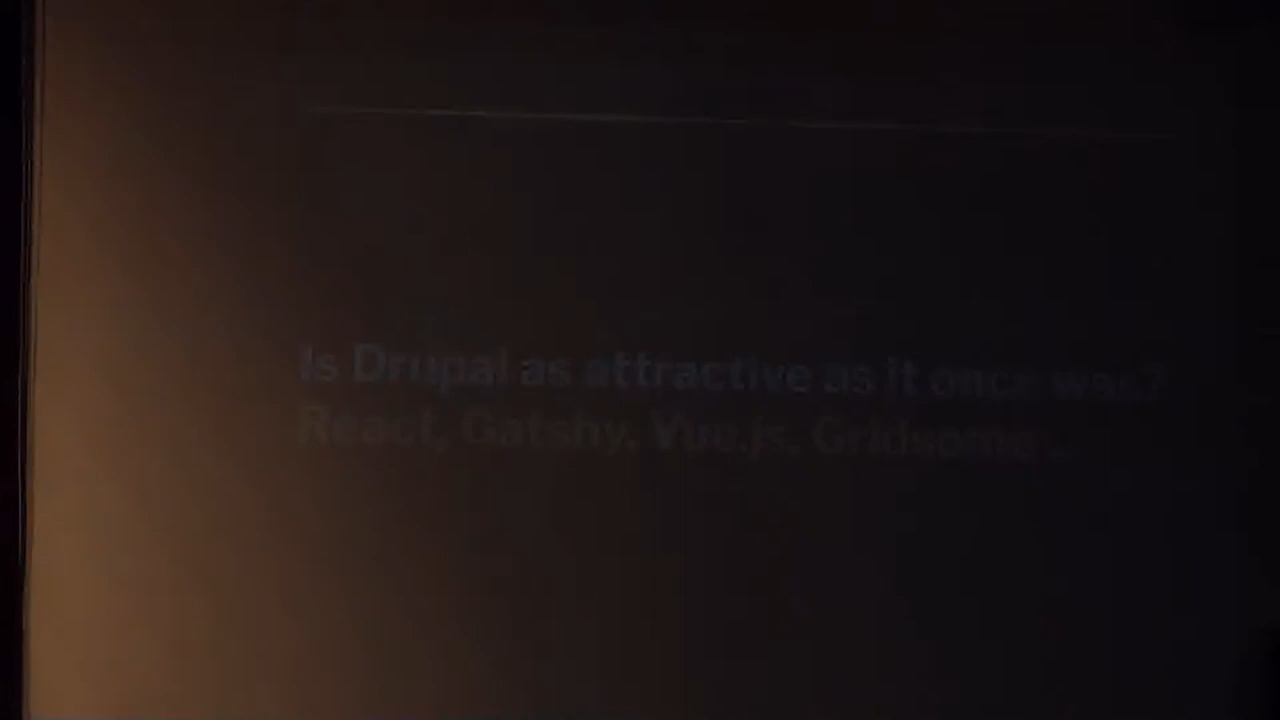 Is Drupal as attractive as it once was?
React, Gatsby, Vue.js, Gridsome...